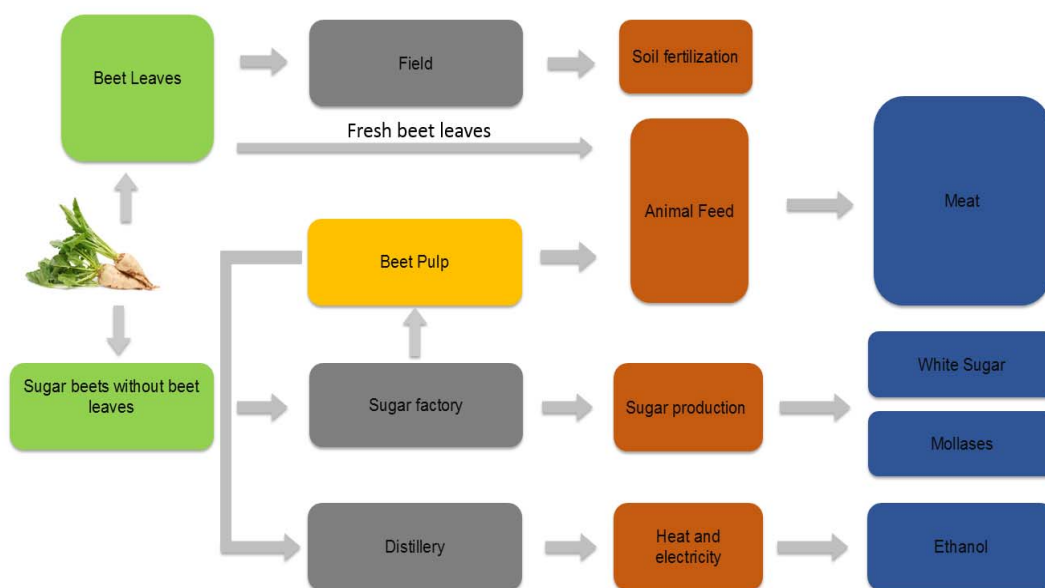 Beet Leaves
Field
Soil fertilization
Fresh beet leaves
Animal Feed
Meat
Beet Pulp
Sugar beets without beet
leaves
Sugar factory
Sugar production
White Sugar
Mollases
Distillery
Heat and
electricity
Ethanol